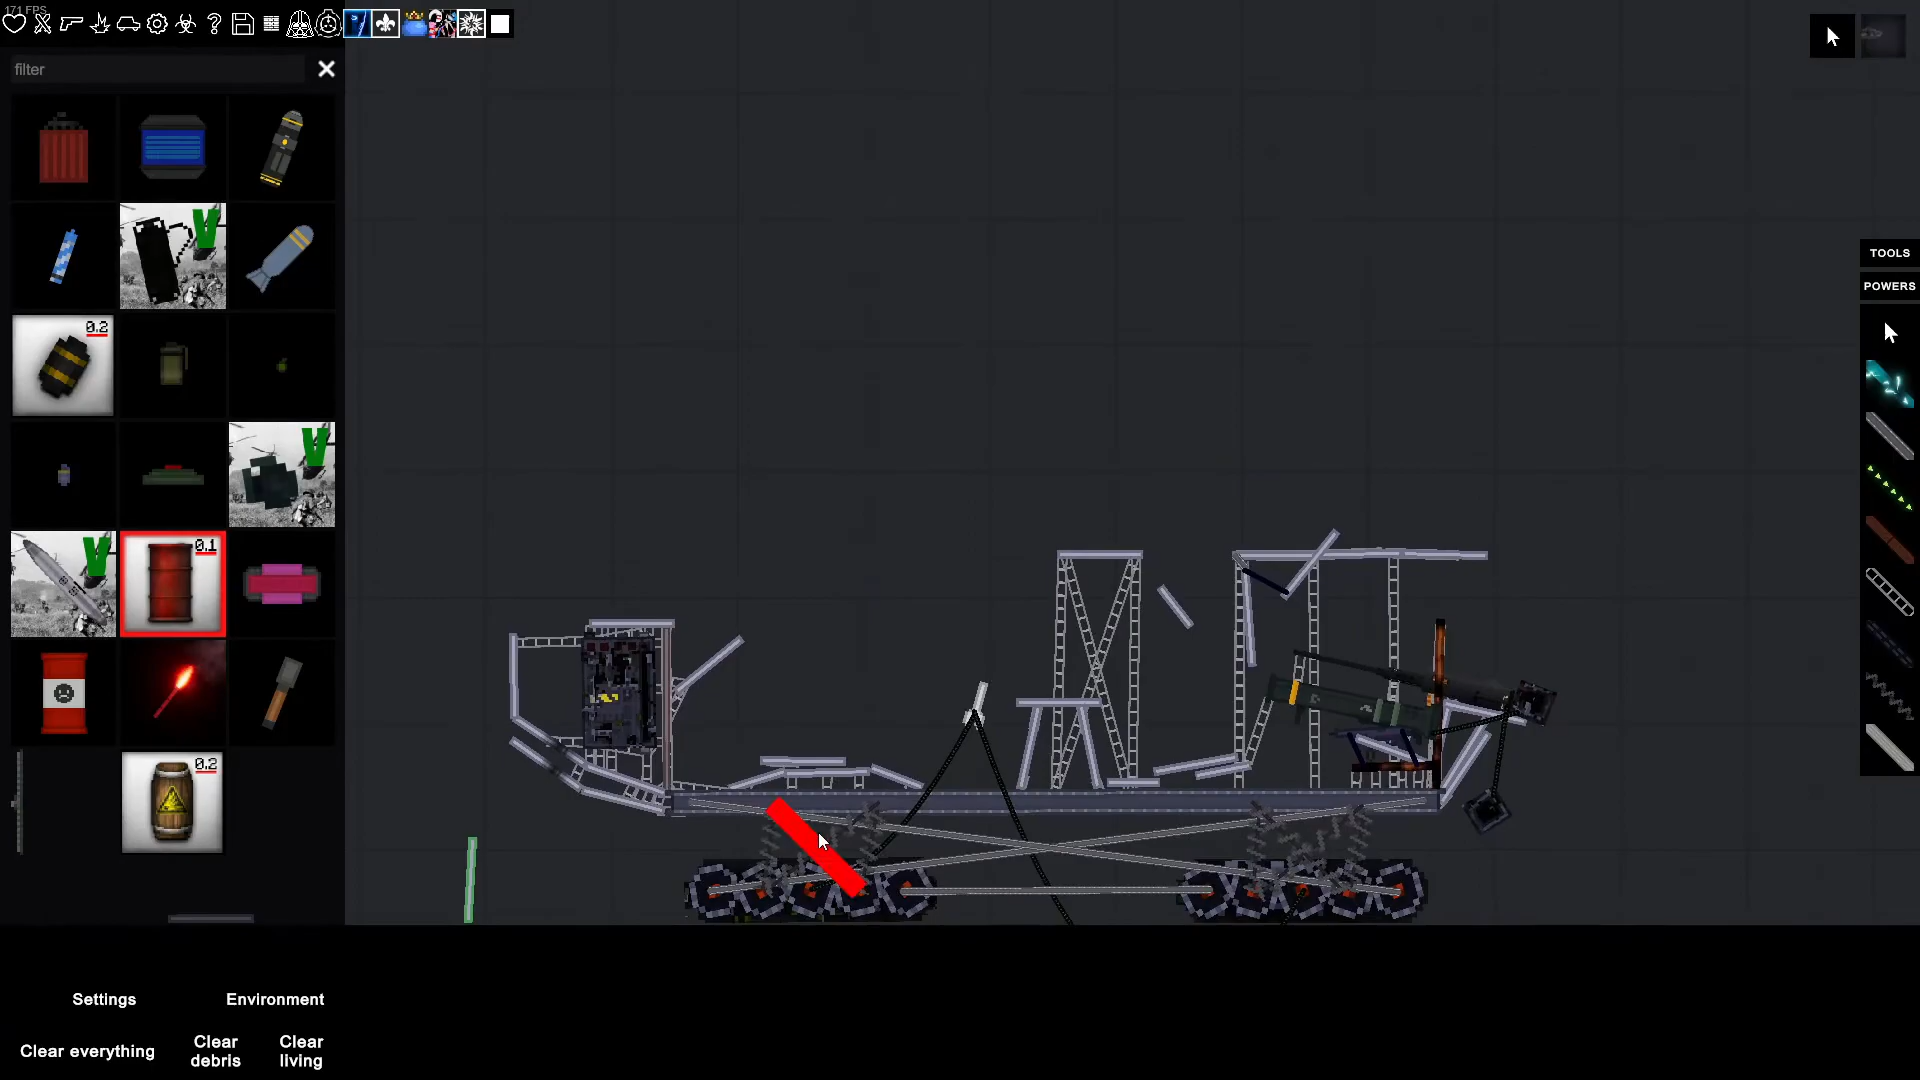 171 FPS
filter
V
0.2
V
V
0.1
0.2
TOOLS
POWERS
Settings
Environment
Clear everything
Clear
debris
Clear
living